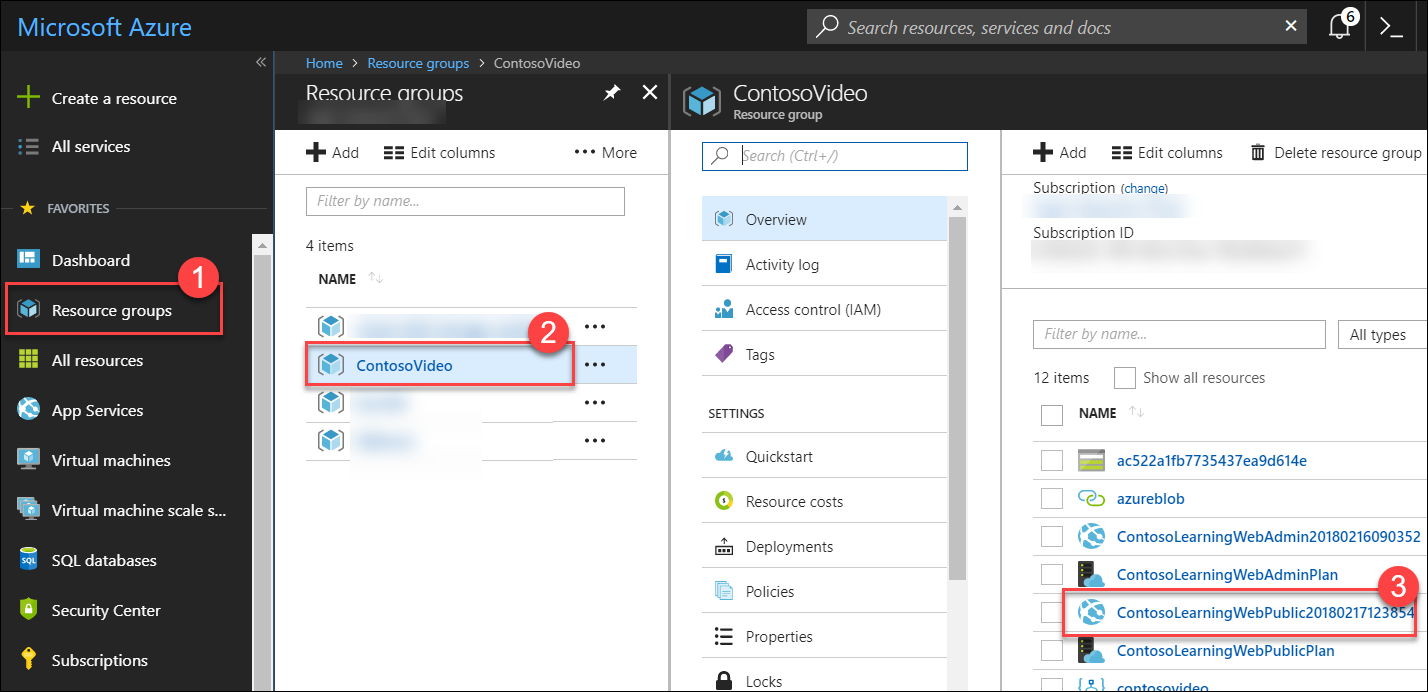 Microsoft Azure
Search resources, services and docs
6
Create a resource
All services
FAVORITES
Dashboard
1
Resource groups
All resources
App Services
Virtual machines
Virtual machine scale s...
SQL databases
Security Center
Subscriptions
Home > Resource groups > ContosoVideo
Resource groups
Add
Edit columns
More
Filter by name...
4 items
NAME
2
ContosoVideo
ContosoVideo
Resource group
Search (Ctrl+/)
Overview
Activity log
Access control (IAM)
Tags
SETTINGS
Quickstart
Resource costs
Deployments
Policies
Properties
Locks
Add
Edit columns
Delete resource group
Subscription (change)
Subscription ID
Filter by name...
All types
12 items
Show all resources
NAME
ac522a1fb7735437ea9d614e
azureblob
ContosoLearningWebAdmin20180216090352
ContosoLearningWebAdminPlan
3
ContosoLearningWebPublic20180217123854
ContosoLearningWebPublicPlan
contosovideo